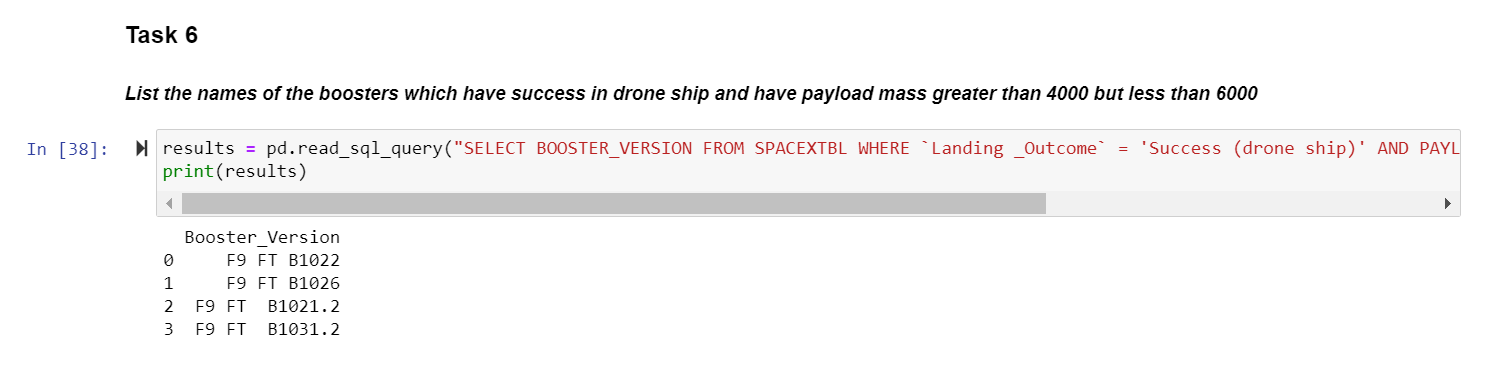 Task 6
List the names of the boosters which have success in drone ship and have payload mass greater than 4000 but less than 6000
In [38]: results = pd.read_sql_query("SELECT BOOSTER_VERSION FROM SPACEXTBL WHERE `Landing _Outcome` = 'Success (drone ship)' AND PAYL
print(results)
Booster_Version
0 F9 FT B1022
1 F9 FT B1026
2 F9 FT  B1021.2
3 F9 FT  B1031.2